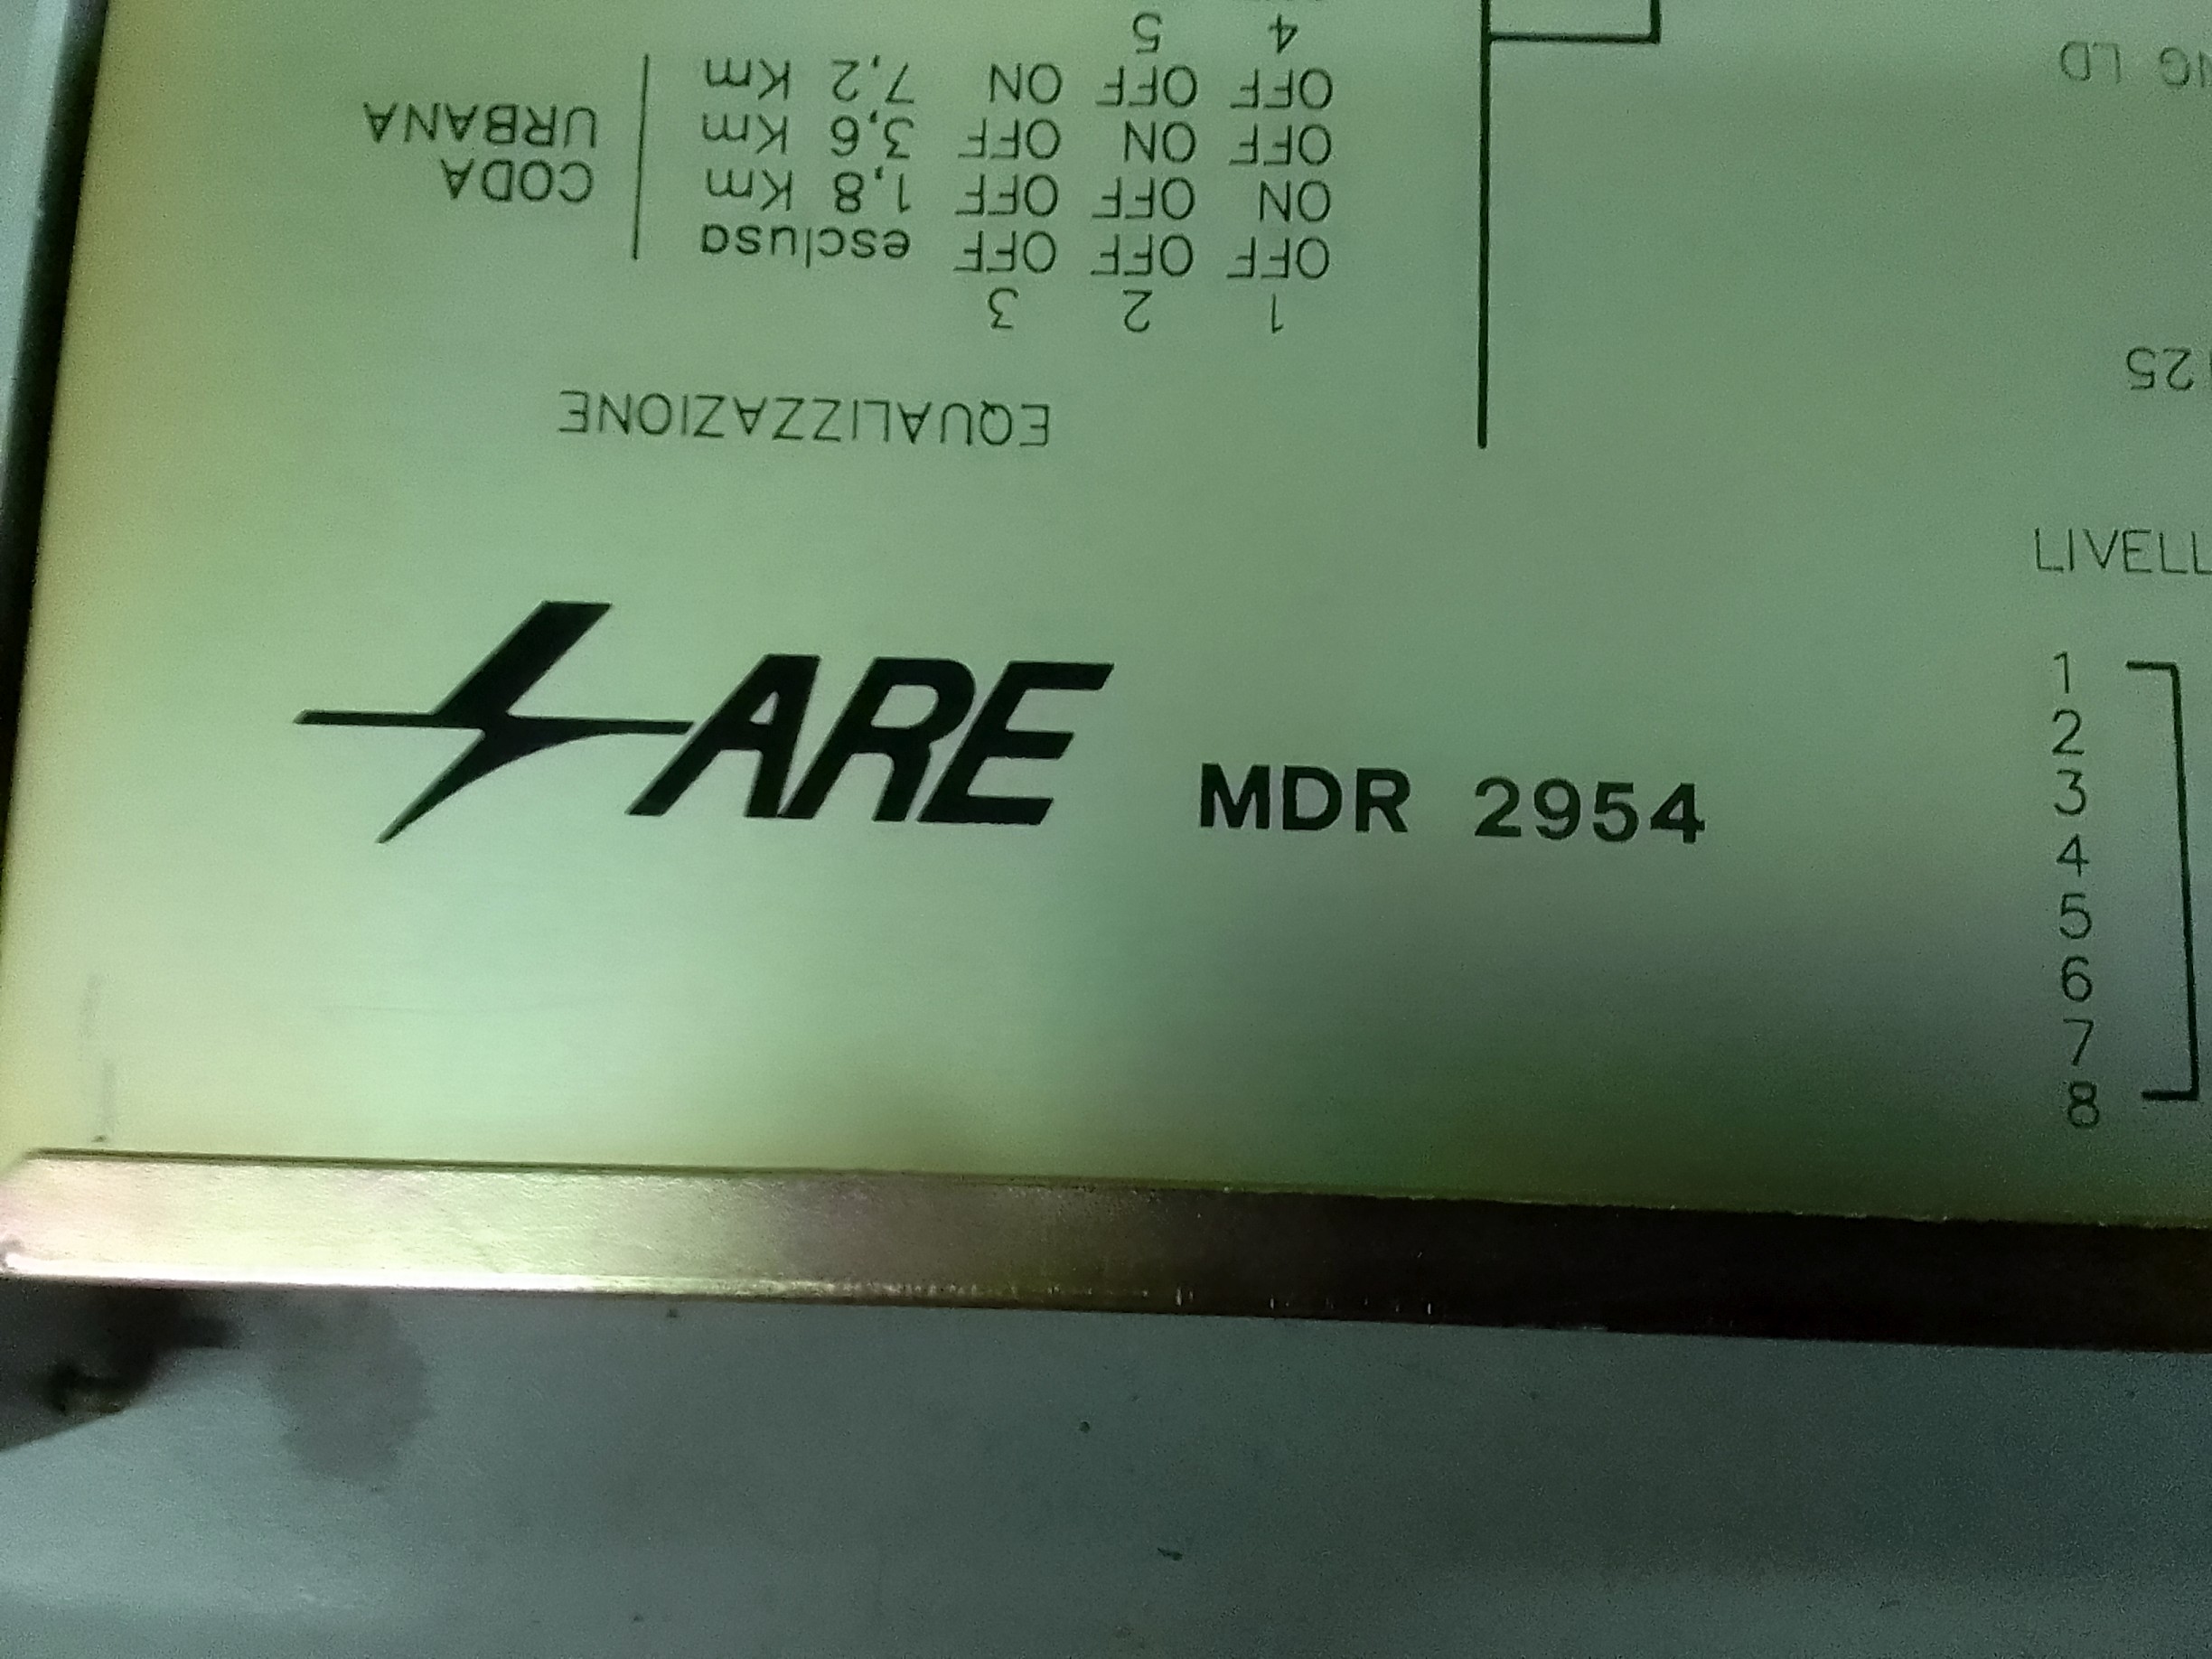 EQUALIZZAZIONE
1 2 3
OFF OFF OFF esclusa
ON OFF OFF 1,8 Km
OFF ON OFF 3,6 Km
OFF OFF ON 7,2 Km
CODA
URBANA
4 5
NG LD
25
LIVELL
ARE MDR 2954
1
2
3
4
5
6
7
8